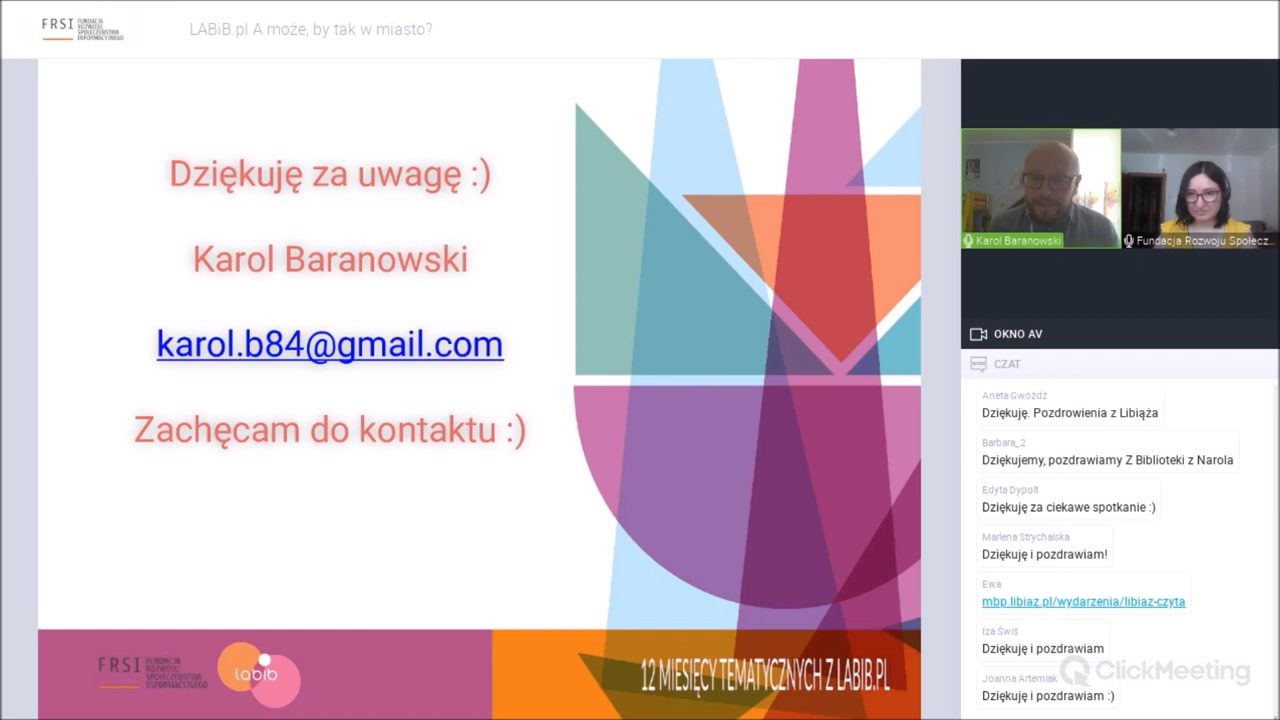 FRSI FUNDACJA
ROZWOJU
SPOŁECZEŃSTWA
INFORMACYJNEGO
LABiB.pl A może, by tak w miasto?
Dziękuję za uwagę :)
Karol Baranowski
karol.b84@gmail.com
Zachęcam do kontaktu :)
FRSI FUNDACJA
ROZWOJU
SPOŁECZEŃSTWA
INFORMACYJNEGO
labib
12 MIESIĘCY TEMATYCZNYCH Z LABIB.PL
Karol Baranowski
Fundacja Rozwoju Społecz...
OKNO AV
CZAT
Aneta Gwóźdź
Dziękuję. Pozdrowienia z Libiąża
Barbara_2
Dziękujemy, pozdrawiamy Z Biblioteki z Narola
Edyta Dypolt
Dziękuję za ciekawe spotkanie :)
Marlena Strychalska
Dziękuję i pozdrawiam!
Ewa
mbp.libiaz.pl/wydarzenia/libiaz-czyta
Iza Świś
Dziękuję i pozdrawiam
Joanna Artemiak
Dziękuję i pozdrawiam :)
ClickMeeting